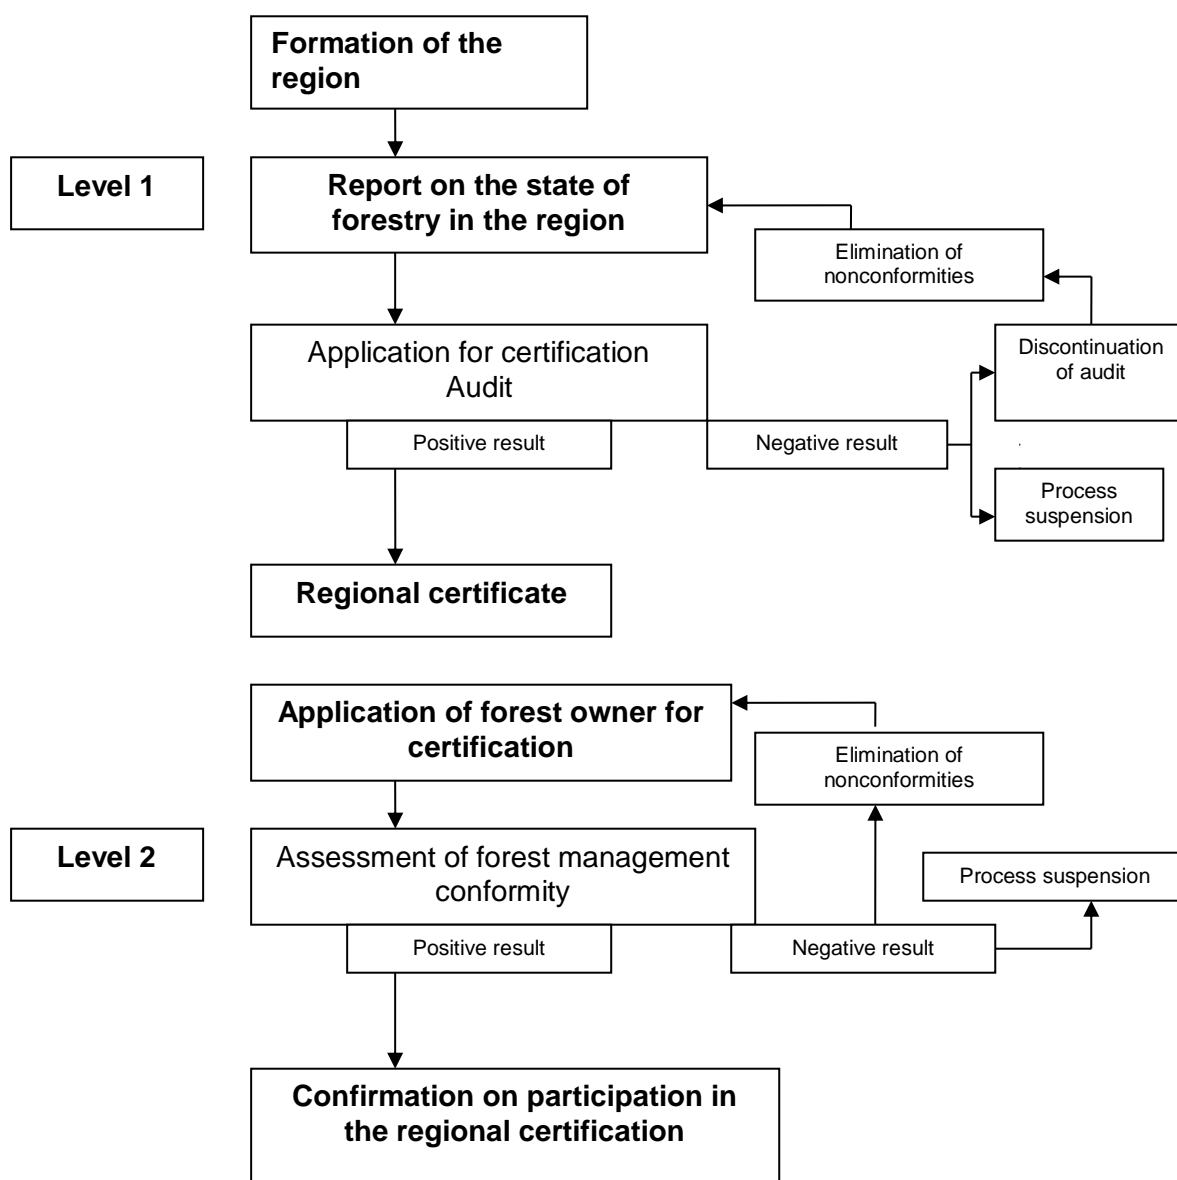 Formation of the
region
Level 1
Report on the state of
forestry in the region
Elimination of
nonconformities
Application for certification
Audit
Discontinuation
of audit
Positive result
Negative result
Process
suspension
Regional certificate
Application of forest owner for
certification
Elimination of
nonconformities
Level 2
Assessment of forest management
conformity
Process suspension
Positive result
Negative result
Confirmation on participation in
the regional certification